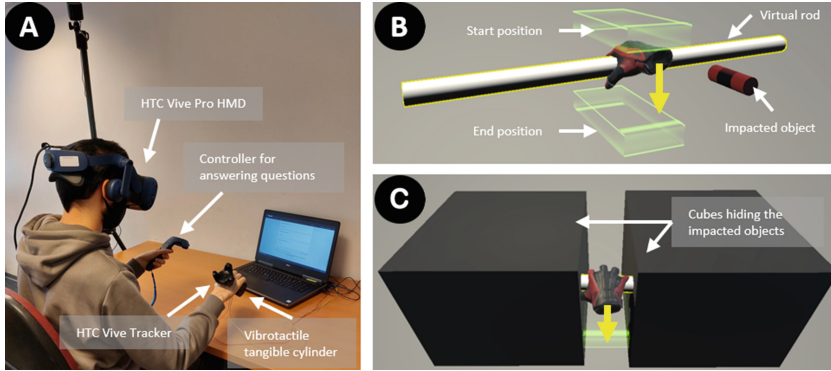 A
HTC Vive Pro HMD
Controller for
answering questions
HTC Vive Tracker
Vibrotactile
tangible cylinder
B
Start position
Virtual rod
End position
Impacted object
C
Cubes hiding the
impacted objects